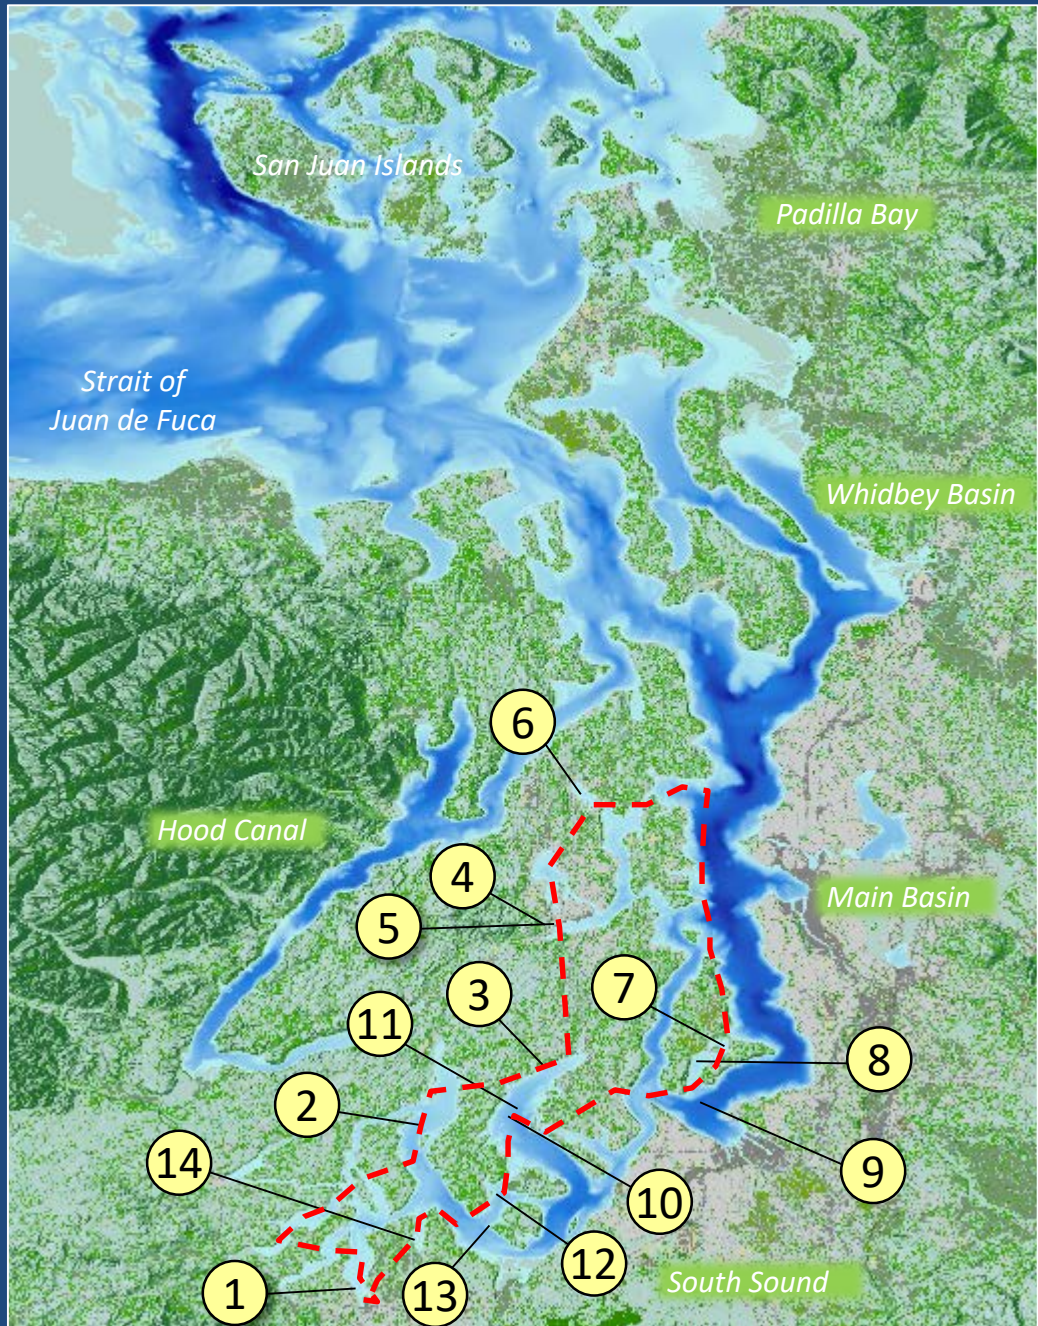 San Juan Islands
Padilla Bay
Strait of
Juan de Fuca
Whidbey Basin
6
Hood Canal
4
Main Basin
5
7
3
11
8
2
14
9
10
12
1
13
South Sound